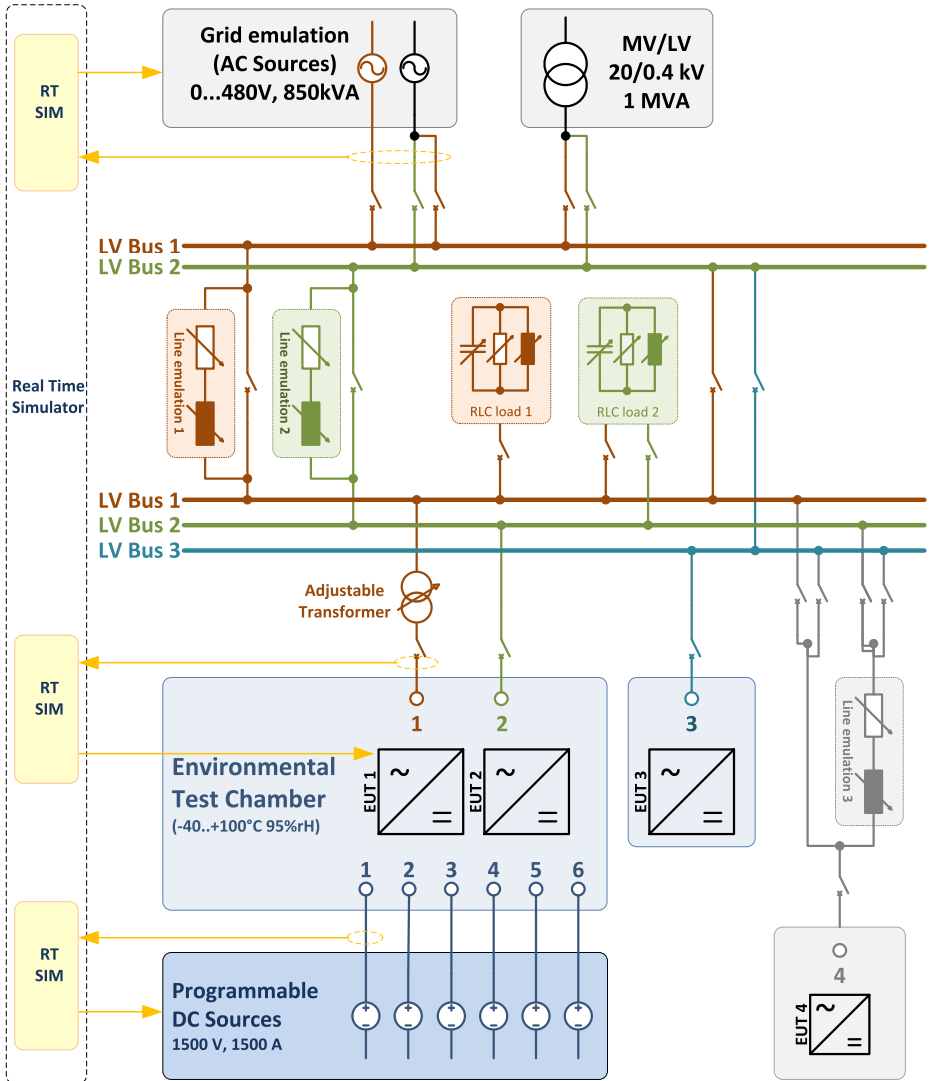 Grid emulation
(AC Sources)
0...480V, 850kVA
MV/LV
20/0.4 kV
1 MVA
RT
SIM
LV Bus 1
LV Bus 2
Line emulation 1
Line emulation 2
RLC load 1
RLC load 2
Real Time
Simulator
LV Bus 1
LV Bus 2
LV Bus 3
Adjustable
Transformer
RT
SIM
1
2
3
Environmental
Test Chamber
(-40..+100°C 95%rH)
EUT 1
EUT 2
EUT 3
Line emulation 3
1
2
3
4
5
6
RT
SIM
Programmable
DC Sources
1500 V, 1500 A
+
−
+
−
+
−
+
−
+
−
+
−
4
EUT 4